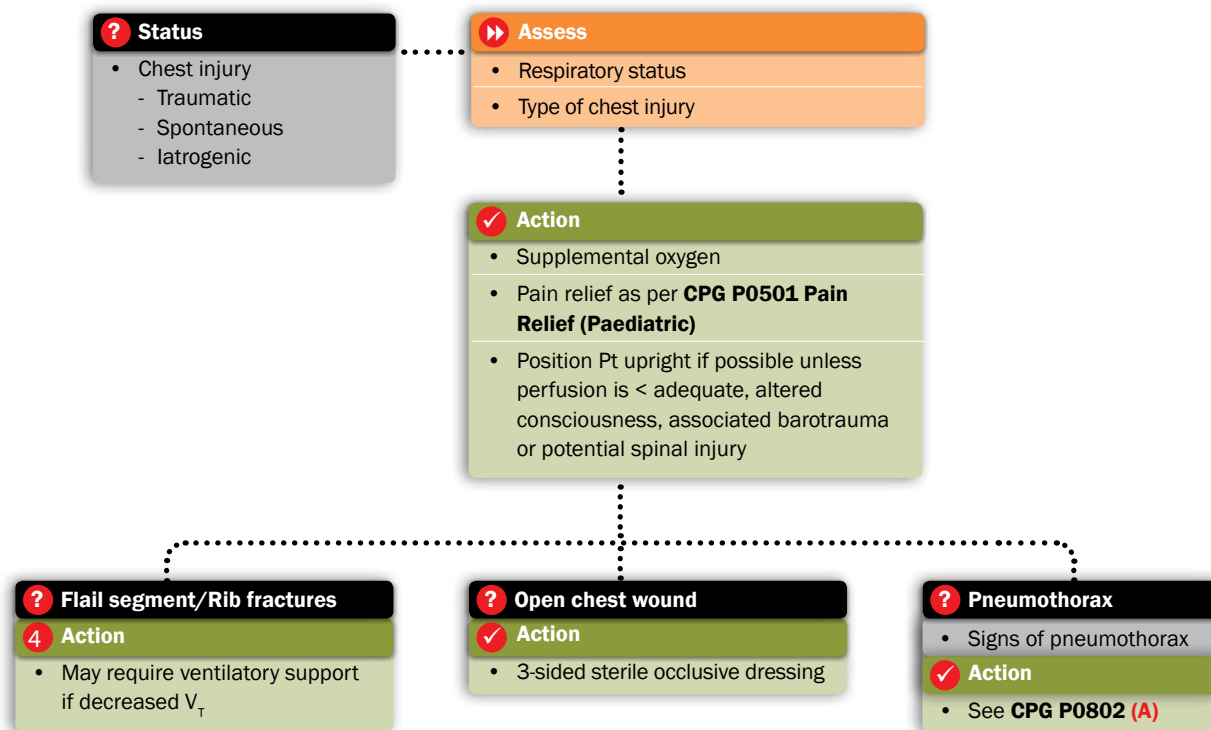 ? Status
• Chest injury
- Traumatic
- Spontaneous
- Iatrogenic
Assess
• Respiratory status
• Type of chest injury
✓ Action
• Supplemental oxygen
• Pain relief as per CPG P0501 Pain
Relief (Paediatric)
• Position Pt upright if possible unless
perfusion is < adequate, altered
consciousness, associated barotrauma
or potential spinal injury
? Flail segment/Rib fractures
4 Action
• May require ventilatory support
if decreased V_T
? Open chest wound
✓ Action
• 3-sided sterile occlusive dressing
? Pneumothorax
• Signs of pneumothorax
✓ Action
• See CPG P0802 (A)